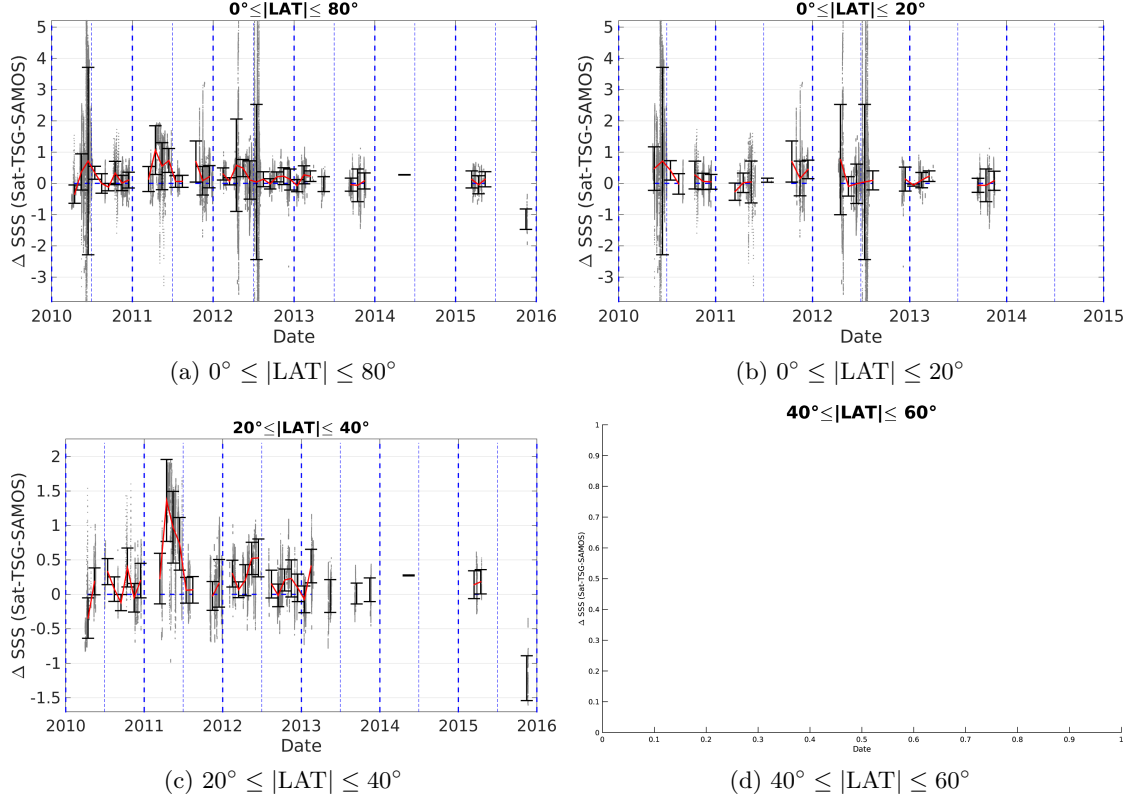 0°≤|LAT|≤ 80°
5
4
3
2
1
0
-1
-2
-3
Δ SSS (Sat-TSG-SAMOS)
2010 2011 2012 2013 2014 2015 2016
Date
(a) 0° ≤ |LAT| ≤ 80°
0°≤|LAT|≤ 20°
5
4
3
2
1
0
-1
-2
-3
Δ SSS (Sat-TSG-SAMOS)
2010 2011 2012 2013 2014 2015
Date
(b) 0° ≤ |LAT| ≤ 20°
20°≤|LAT|≤ 40°
2
1.5
1
0.5
0
-0.5
-1
-1.5
Δ SSS (Sat-TSG-SAMOS)
2010 2011 2012 2013 2014 2015 2016
Date
(c) 20° ≤ |LAT| ≤ 40°
40°≤|LAT|≤ 60°
1
0.9
0.8
0.7
0.6
0.5
0.4
0.3
0.2
0.1
0
Δ SSS (Sat-TSG-SAMOS)
0 0.1 0.2 0.3 0.4 0.5 0.6 0.7 0.8 0.9 1
Date
(d) 40° ≤ |LAT| ≤ 60°